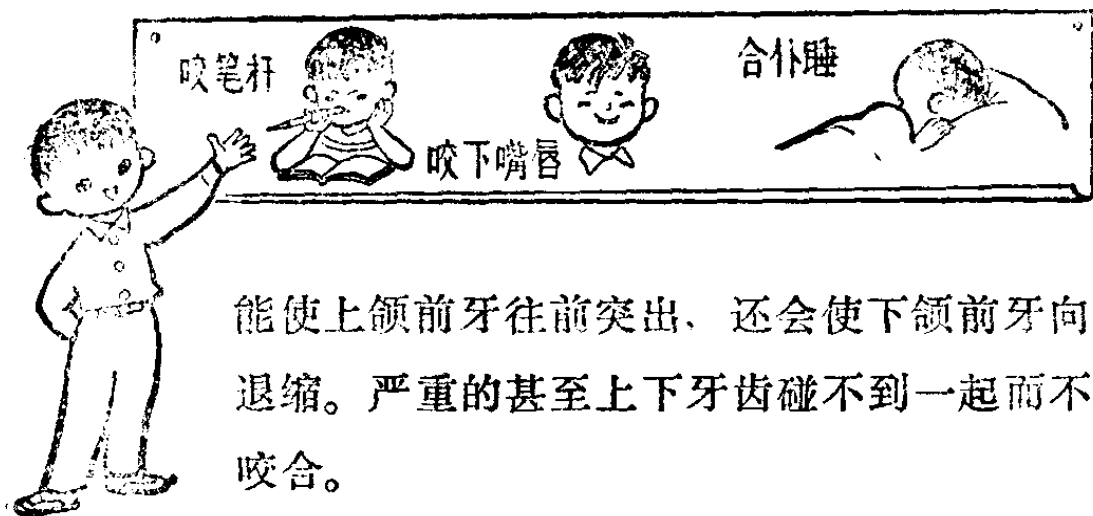 咬笔杆
咬下嘴唇
合仆睡
能使上颌前牙往前突出、还会使下颌前牙向
退缩。严重的甚至上下牙齿碰不到一起而不
咬合。